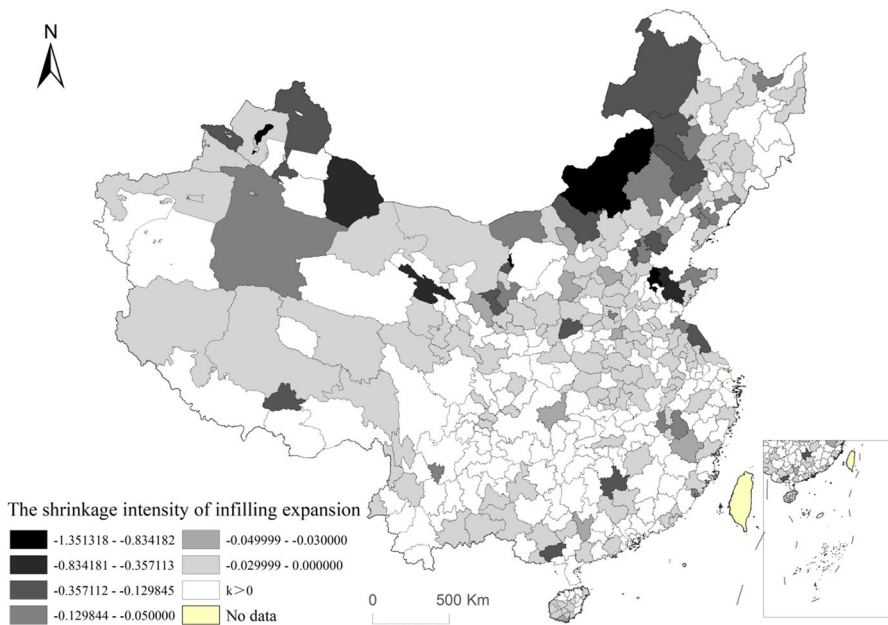 N
The shrinkage intensity of infilling expansion
-1.351318 - -0.834182
-0.834181 - -0.357113
-0.357112 - -0.129845
-0.129844 - -0.050000
-0.049999 - -0.030000
-0.029999 - 0.000000
k>0
No data
0 500 Km